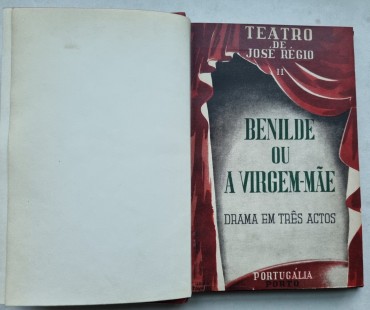 TEATRO
DE
JOSÉ RÉGIO
II
BENILDE
OU
A VIRGEM-MÃE
DRAMA EM TRÊS ACTOS
PORTUGÁLIA
PORTO